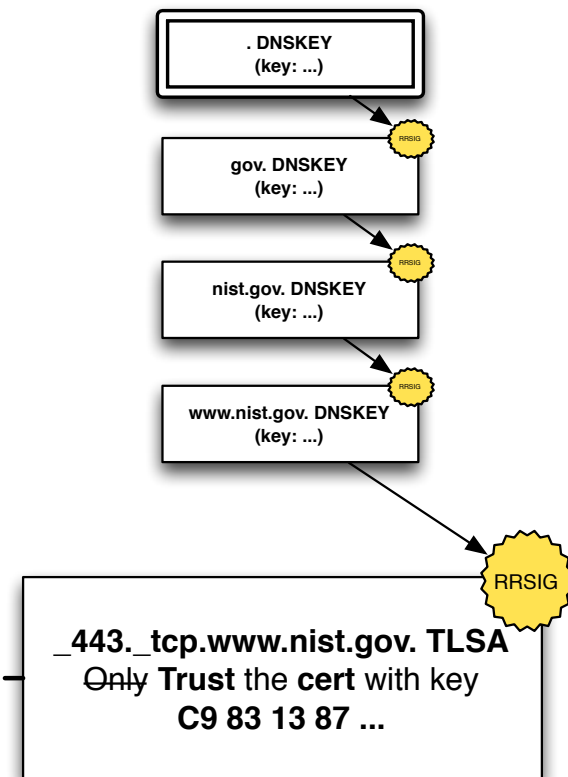 . DNSKEY
(key: ...)
RRSIG
gov. DNSKEY
(key: ...)
RRSIG
nist.gov. DNSKEY
(key: ...)
RRSIG
www.nist.gov. DNSKEY
(key: ...)
RRSIG
_443._tcp.www.nist.gov. TLSA
Only Trust the cert with key
C9 83 13 87 ...